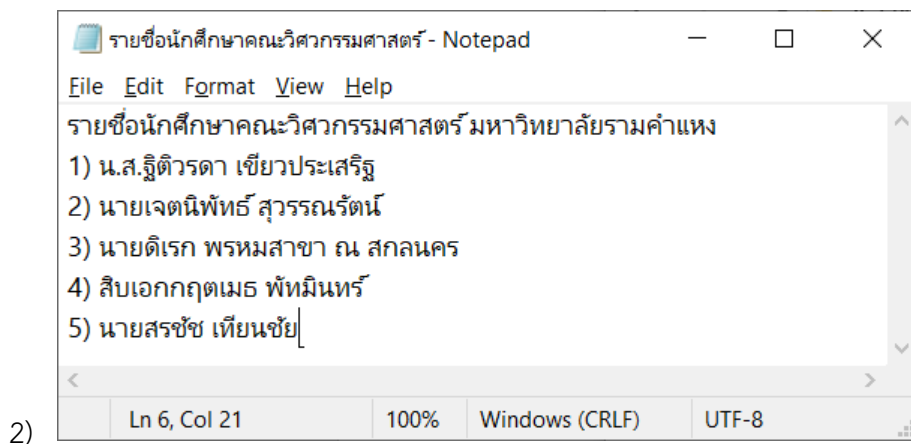 รายชื่อนักศึกษาคณะวิศวกรรมศาสตร์ - Notepad
File Edit Format View Help
รายชื่อนักศึกษาคณะวิศวกรรมศาสตร์ มหาวิทยาลัยรามคำแหง
1) น.ส.ฐิติวรดา เขียวประเสริฐ
2) นายเจตนิพัทธ์ สุวรรณรัตน์
3) นายดิเรก พรหมสาขา ณ สกลนคร
4) สิบเอกกฤตเมธ พัทมินทร์
5) นายสรชัช เทียนชัย
Ln 6, Col 21 100% Windows (CRLF) UTF-8
2)